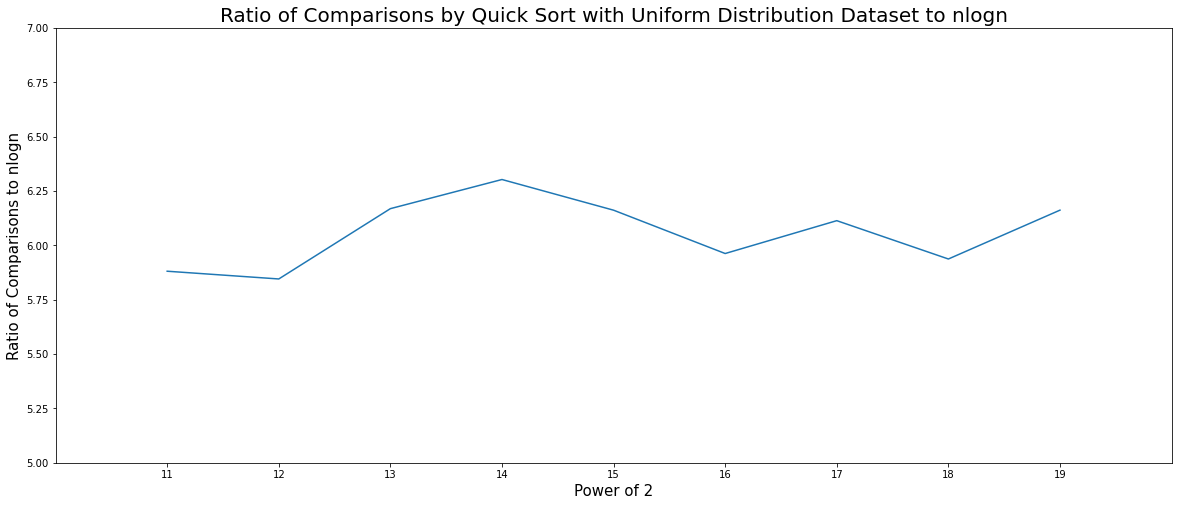 Ratio of Comparisons by Quick Sort with Uniform Distribution Dataset to nlogn
Ratio of Comparisons to nlogn
7.00
6.75
6.50
6.25
6.00
5.75
5.50
5.25
5.00
11 12 13 14 15 16 17 18 19
Power of 2